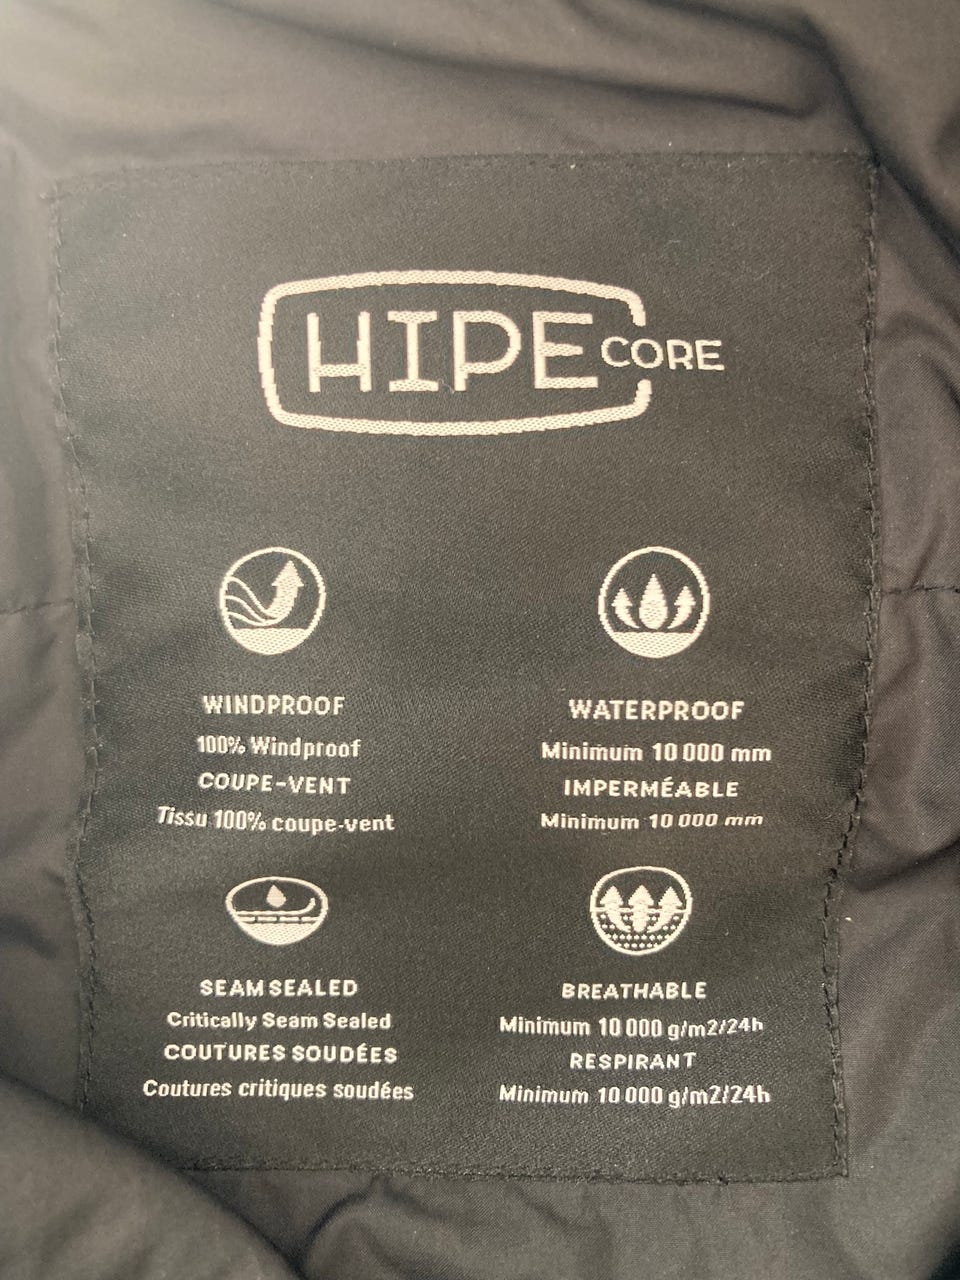 HIPE CORE
WINDPROOF
100% Windproof
COUPE-VENT
Tissu 100% coupe-vent
WATERPROOF
Minimum 10 000 mm
IMPERMÉABLE
Minimum 10 000 mm
SEAM SEALED
Critically Seam Sealed
COUTURES SOUDÉES
Coutures critiques soudées
BREATHABLE
Minimum 10 000 g/m2/24h
RESPIRANT
Minimum 10 000 g/m2/24h